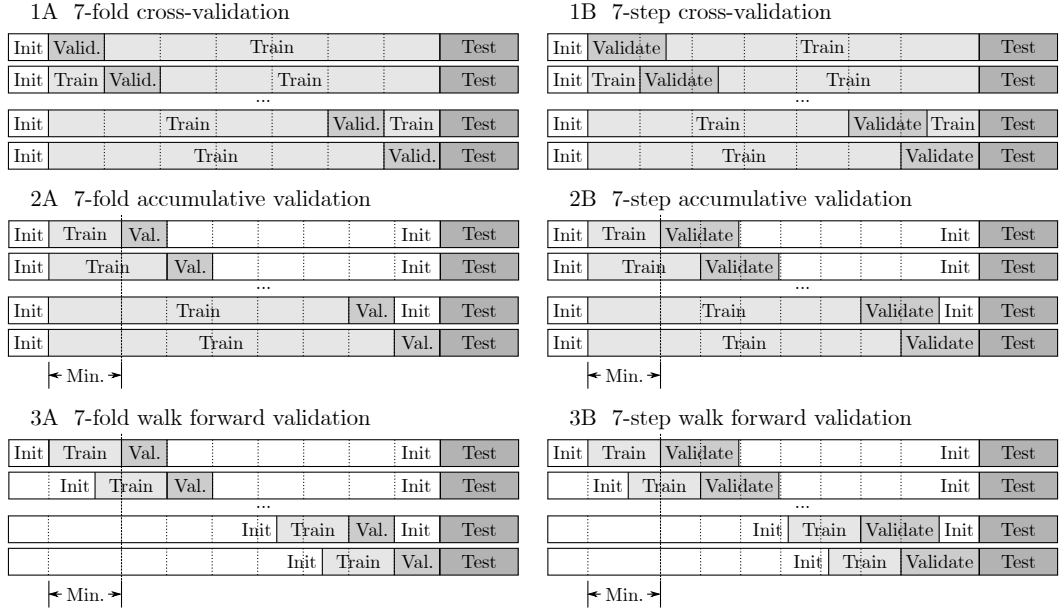 1A 7-fold cross-validation
Init Valid. Train Test
Init Train Valid. Train Test
...
Init Train Valid. Train Test
Init Train Valid. Test
1B 7-step cross-validation
Init Validate Train Test
Init Train Validate Train Test
...
Init Train Validate Train Test
Init Train Validate Test
2A 7-fold accumulative validation
Init Train Val. Init Test
Init Train Val. Init Test
...
Init Train Val. Init Test
Init Train Val. Test
Min.
2B 7-step accumulative validation
Init Train Validate Init Test
Init Train Validate Init Test
...
Init Train Validate Init Test
Init Train Validate Test
Min.
3A 7-fold walk forward validation
Init Train Val. Init Test
Init Train Val. Init Test
...
Init Train Val. Init Test
Init Train Val. Test
Min.
3B 7-step walk forward validation
Init Train Validate Init Test
Init Train Validate Init Test
...
Init Train Validate Init Test
Init Train Validate Test
Min.